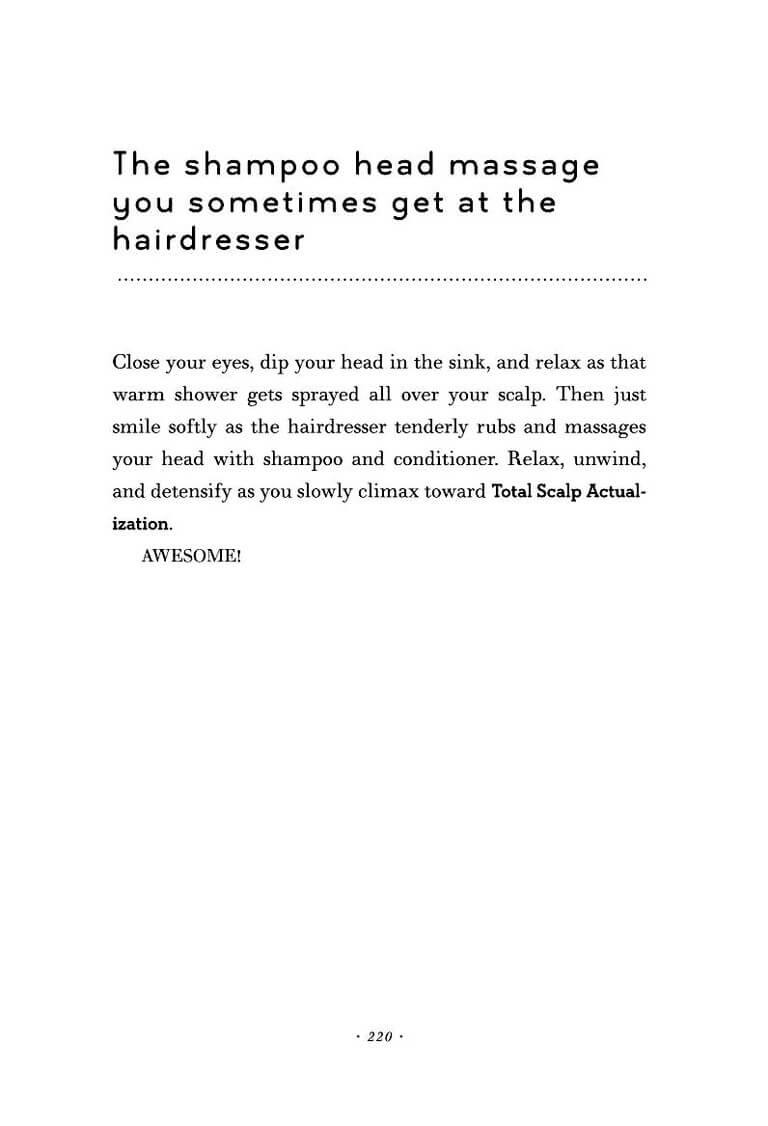 The shampoo head massage
you sometimes get at the
hairdresser
Close your eyes, dip your head in the sink, and relax as that
warm shower gets sprayed all over your scalp. Then just
smile softly as the hairdresser tenderly rubs and massages
your head with shampoo and conditioner. Relax, unwind,
and detensify as you slowly climax toward Total Scalp Actual-
ization.
AWESOME!
· 220 ·